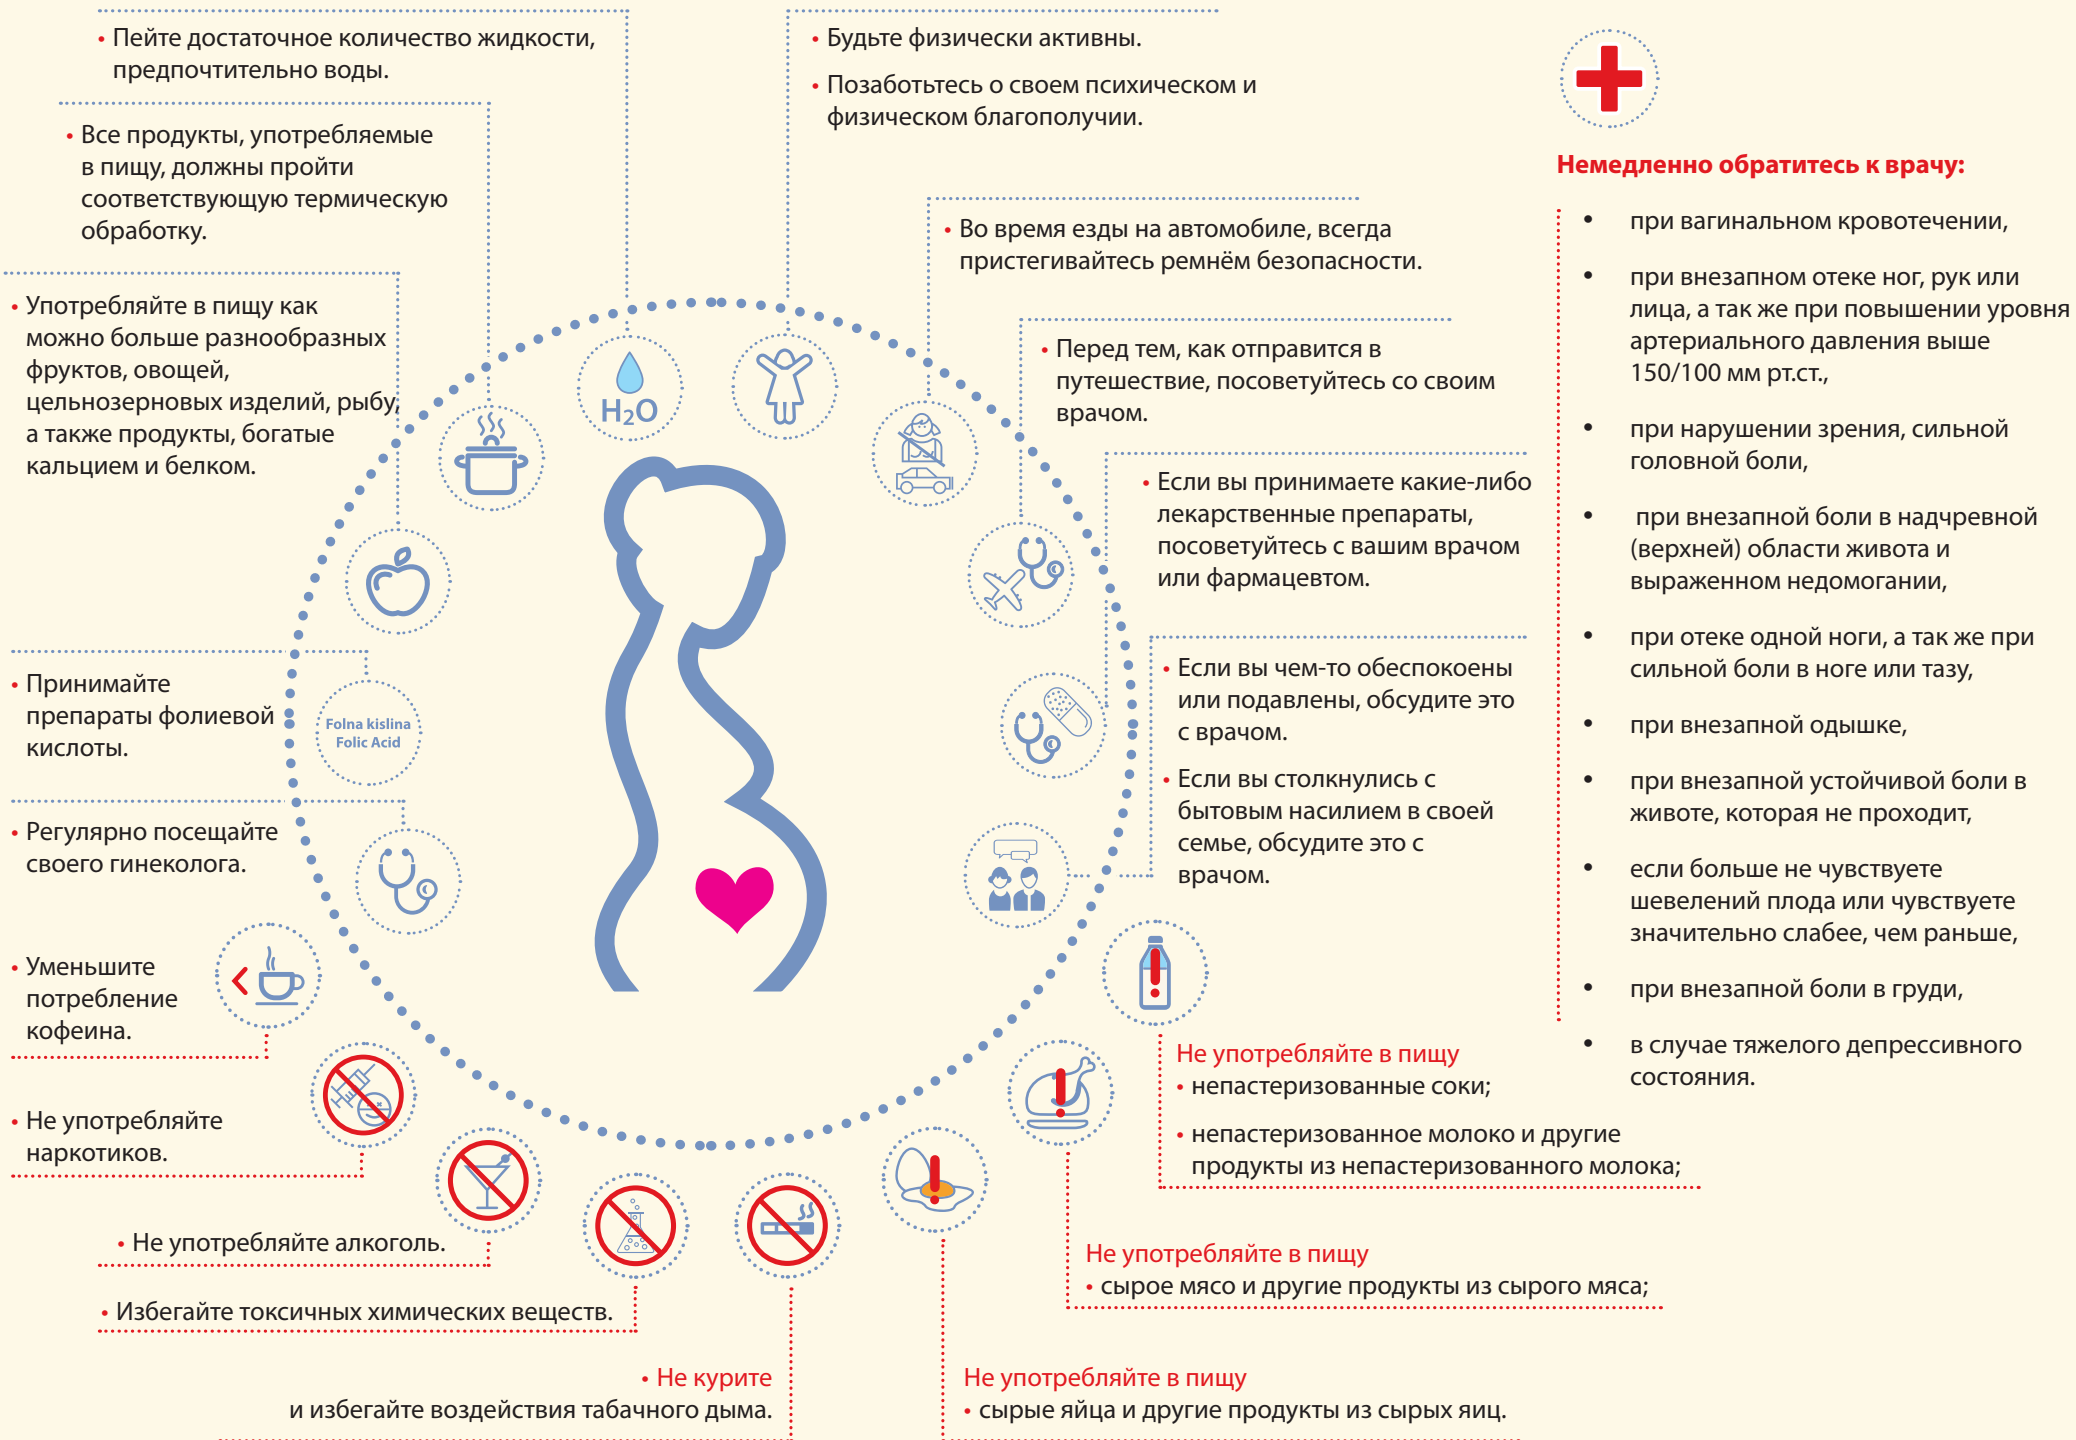 • Пейте достаточное количество жидкости,
предпочтительно воды.
• Все продукты, употребляемые
в пищу, должны пройти
соответствующую термическую
обработку.
• Употребляйте в пищу как
можно больше разнообразных
фруктов, овощей,
цельнозерновых изделий, рыбу,
а также продукты, богатые
кальцием и белком.
• Принимайте
препараты фолиевой
кислоты.
Folna kislina
Folic Acid
• Регулярно посещайте
своего гинеколога.
• Уменьшите
потребление
кофеина.
• Не употребляйте
наркотиков.
• Не употребляйте алкоголь.
• Избегайте токсичных химических веществ.
• Не курите
и избегайте воздействия табачного дыма.
H2O
• Будьте физически активны.
• Позаботьтесь о своем психическом и
физическом благополучии.
• Во время езды на автомобиле, всегда
пристегивайтесь ремнём безопасности.
• Перед тем, как отправится в
путешествие, посоветуйтесь со своим
врачом.
• Если вы принимаете какие-либо
лекарственные препараты,
посоветуйтесь с вашим врачом
или фармацевтом.
• Если вы чем-то обеспокоены
или подавлены, обсудите это
с врачом.
• Если вы столкнулись с
бытовым насилием в своей
семье, обсудите это с
врачом.
Не употребляйте в пищу
• непастеризованные соки;
• непастеризованное молоко и другие
продукты из непастеризованного молока;
Не употребляйте в пищу
• сырое мясо и другие продукты из сырого мяса;
Не употребляйте в пищу
• сырые яйца и другие продукты из сырых яиц.
Немедленно обратитесь к врачу:
• при вагинальном кровотечении,
• при внезапном отеке ног, рук или
лица, а так же при повышении уровня
артериального давления выше
150/100 мм рт.ст.,
• при нарушении зрения, сильной
головной боли,
• при внезапной боли в надчревной
(верхней) области живота и
выраженном недомогании,
• при отеке одной ноги, а так же при
сильной боли в ноге или тазу,
• при внезапной одышке,
• при внезапной устойчивой боли в
животе, которая не проходит,
• если больше не чувствуете
шевелений плода или чувствуете
значительно слабее, чем раньше,
• при внезапной боли в груди,
• в случае тяжелого депрессивного
состояния.